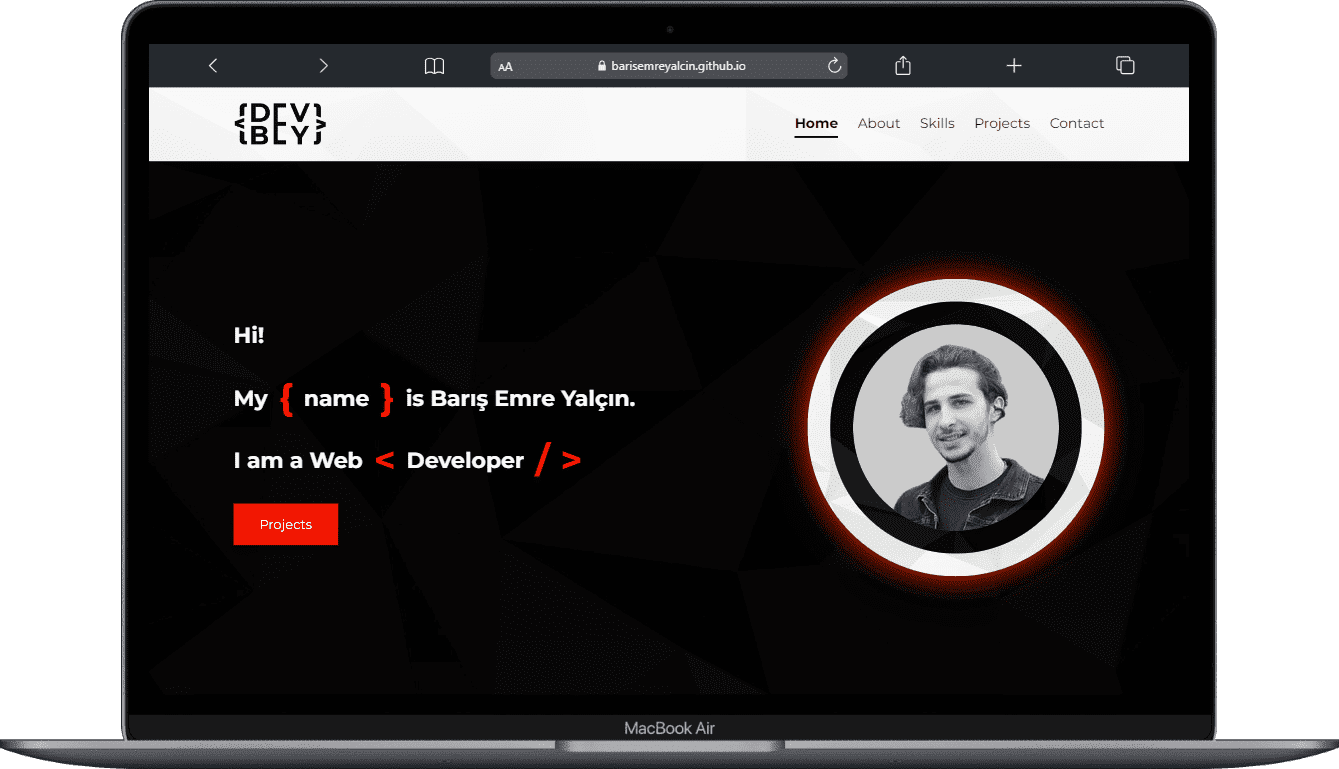 AA barisemreyalcin.github.io
{DEV}
<BEY>
Home About Skills Projects Contact
Hi!
My { name } is Barış Emre Yalçın.
I am a Web < Developer / >
Projects
MacBook Air